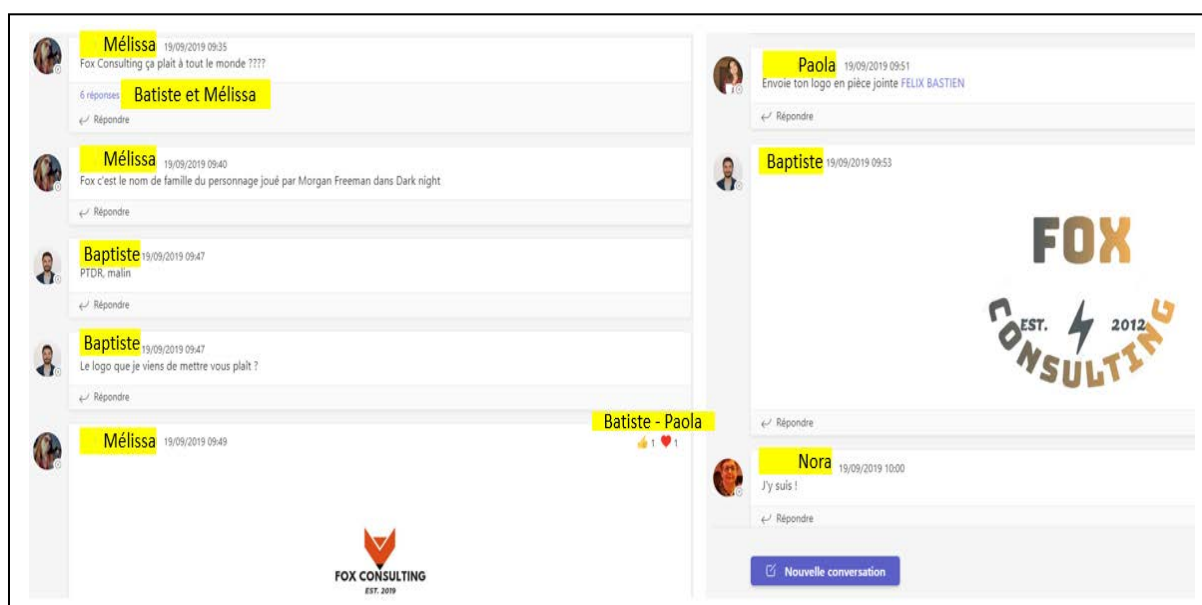 Mélissa 19/09/2019 09:35
Fox Consulting ça plait à tout le monde ????
6 réponses Batiste et Mélissa
Répondre
Mélissa 19/09/2019 09:40
Fox c'est le nom de famille du personnage joué par Morgan Freeman dans Dark night
Répondre
Baptiste 19/09/2019 09:47
PTDR, malin
Répondre
Baptiste 19/09/2019 09:47
Le logo que je viens de mettre vous plaît ?
Répondre
Batiste - Paola
Mélissa 19/09/2019 09:49
1 1
FOX CONSULTING
EST. 2019
Paola 19/09/2019 09:51
Envoie ton logo en pièce jointe FELIX BASTIEN
Répondre
Baptiste 19/09/2019 09:53
FOX
EST. 2012
CONSULTING
Répondre
Nora 19/09/2019 10:00
J'y suis !
Répondre
Nouvelle conversation